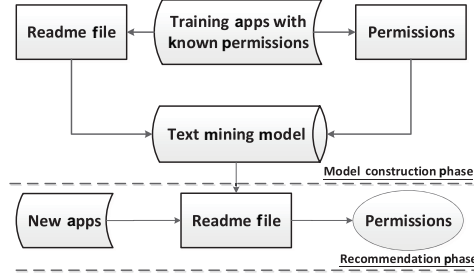 Readme file
Training apps with
known permissions
Permissions
Text mining model
Model construction phase
New apps
Readme file
Permissions
Recommendation phase